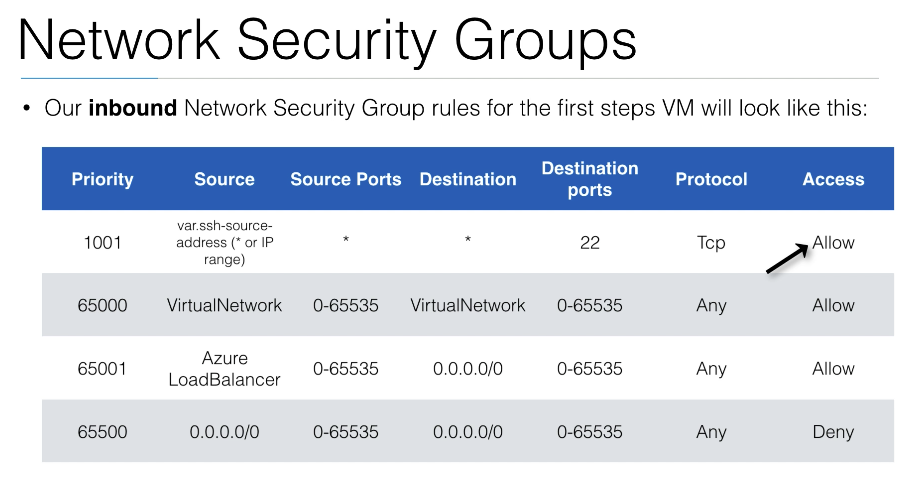 Network Security Groups
• Our inbound Network Security Group rules for the first steps VM will look like this:
Priority Source Source Ports Destination Destination ports Protocol Access
1001 var.ssh-source-address (* or IP range) * * 22 Tcp Allow
65000 VirtualNetwork 0-65535 VirtualNetwork 0-65535 Any Allow
65001 Azure LoadBalancer 0-65535 0.0.0.0/0 0-65535 Any Allow
65500 0.0.0.0/0 0-65535 0.0.0.0/0 0-65535 Any Deny